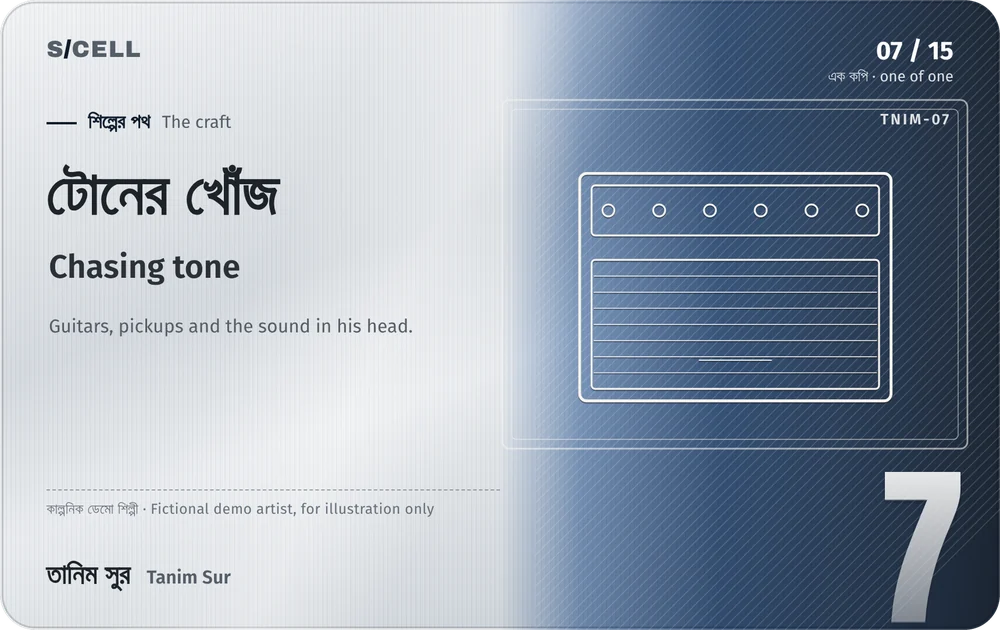 S/CELL
07 / 15
এক কপি · one of one
শিল্পের পথ The craft
TNIM-07
টোনের খোঁজ
Chasing tone
Guitars, pickups and the sound in his head.
কাল্পনিক ডেমো শিল্পী · Fictional demo artist, for illustration only
তানিম সুর Tanim Sur
7